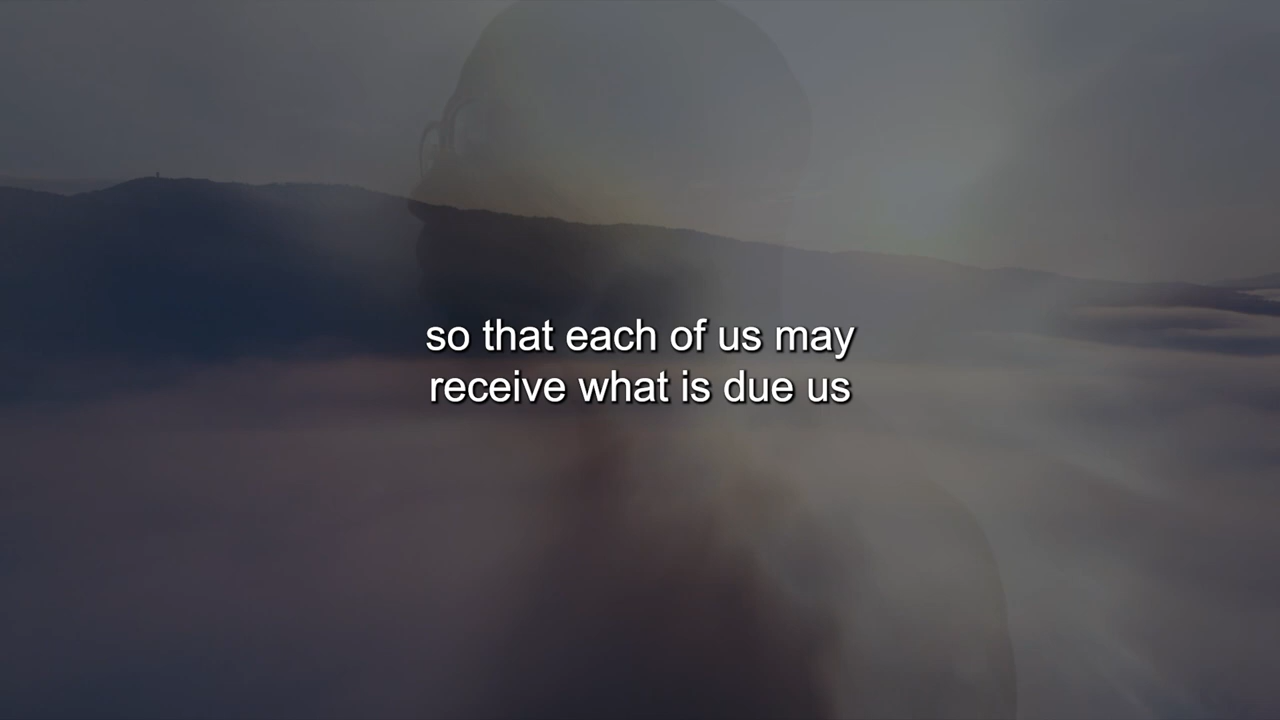 so that each of us may
receive what is due us